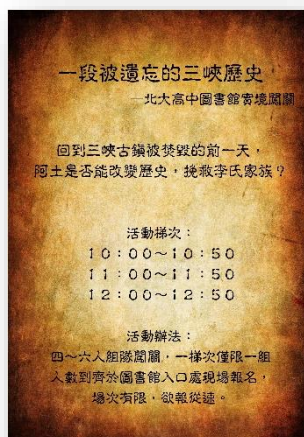 一段被遺忘的三峽歷史
—北大高中圖書館實境闖關
回到三峽古鎮被焚毀的前一天，
阿土是否能改變歷史，挽救李氏家族？
活動梯次：
10：00～10：50
11：00～11：50
12：00～12：50
活動辦法：
四～六人組隊闖關，一梯次僅限一組
人數到齊於圖書館入口處現場報名，
場次有限，欲報從速。